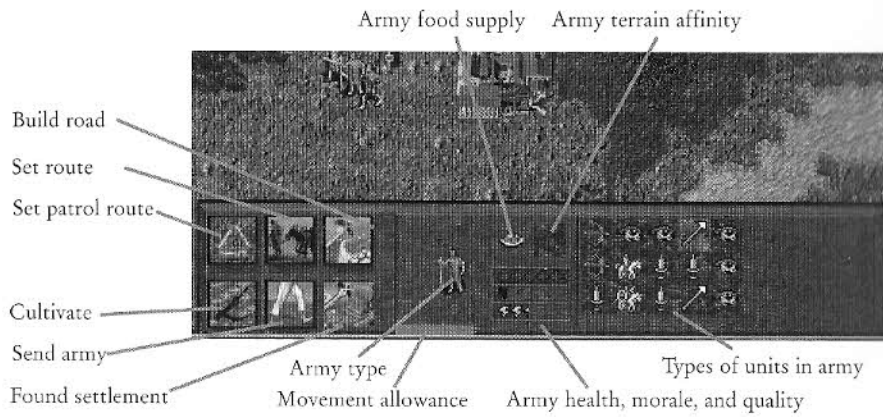 Army food supply
Army terrain affinity
Build road
Set route
Set patrol route
Cultivate
Send army
Found settlement
Army type
Movement allowance
Types of units in army
Army health, morale, and quality